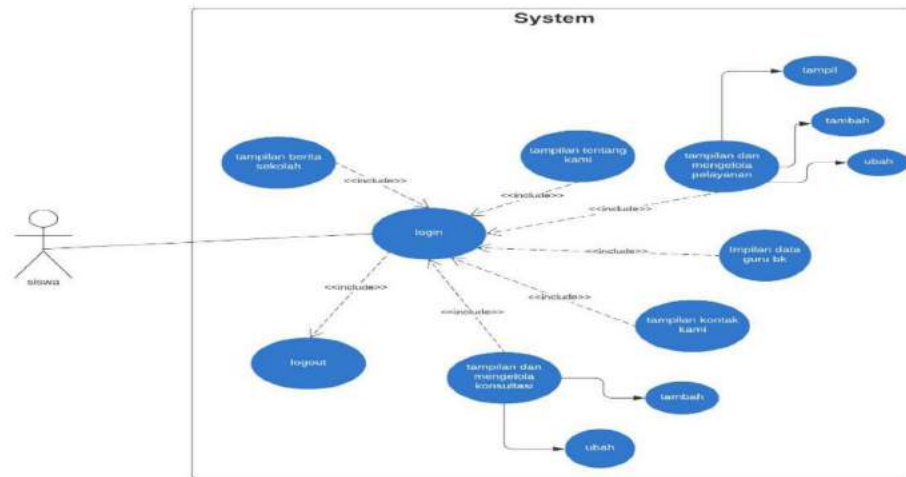 System
tampil
tambah
ubah
tampilan dan
mengelola
pelayanan
tampilan tentang
kami
tampilan berita
sekolah
<<include>>
<<include>>
<<include>>
login
siswa
Tmpilan data
guru bk
<<include>>
<<include>>
<<include>>
<<include>>
tampilan kontak
kami
logout
tampilan dan
mengelola
konsultasi
tambah
ubah